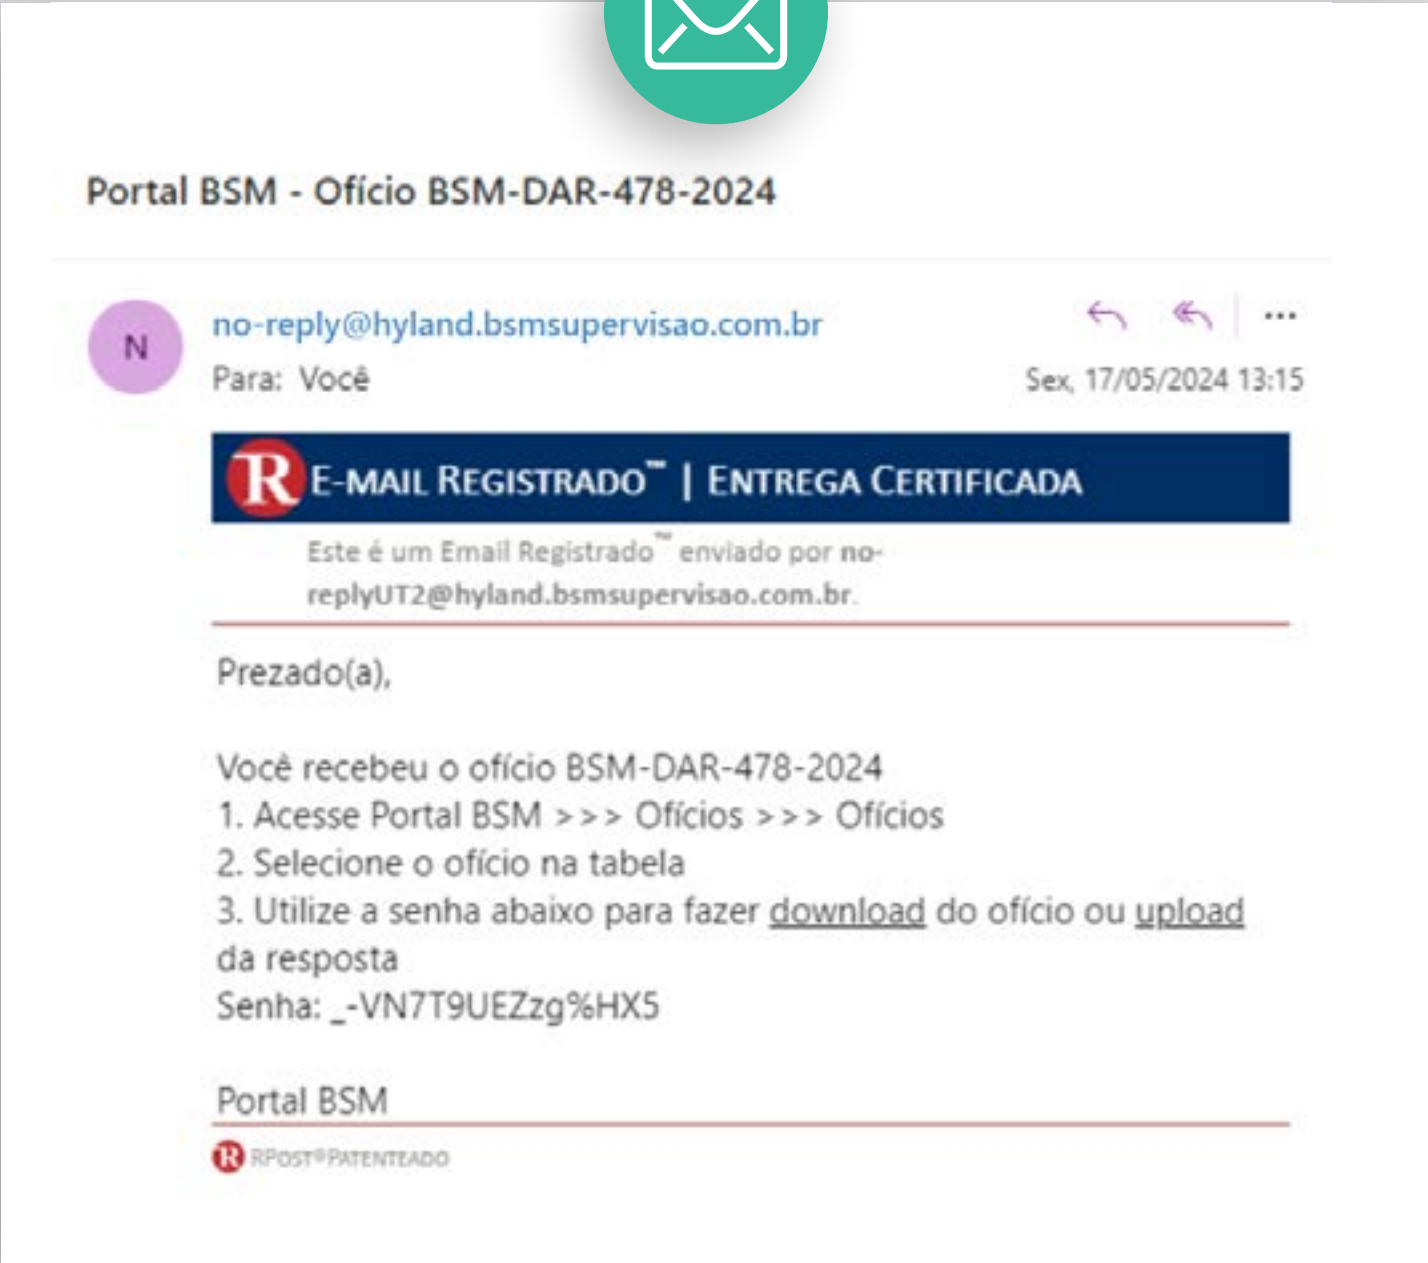 Portal BSM - Ofício BSM-DAR-478-2024
N
no-reply@hyland.bsmsupervisao.com.br
Para: Você
Sex, 17/05/2024 13:15
R E-MAIL REGISTRADO™ | ENTREGA CERTIFICADA
Este é um Email Registrado™ enviado por no-
replyUT2@hyland.bsmsupervisao.com.br.
Prezado(a),
Você recebeu o ofício BSM-DAR-478-2024
1. Acesse Portal BSM >>> Ofícios >>> Ofícios
2. Selecione o ofício na tabela
3. Utilize a senha abaixo para fazer download do ofício ou upload
da resposta
Senha: _-VN7T9UEZzg%HX5
Portal BSM
R RPOST®PATENTEADO